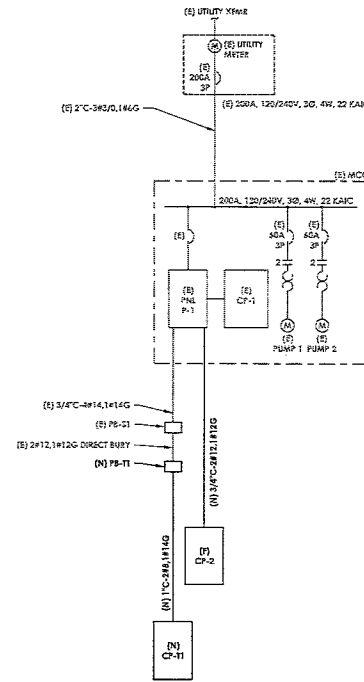 (E) UTILITY XFMR
M
(E) UTILITY
METER
(E)
200A
3P
(E) 2"C-3#3/0,1#6G
(E) 200A, 120/240V, 3Ø, 4W, 22 KAIC
(E) MCC
200A, 120/240V, 3Ø, 4W, 22 KAIC
(E)
(E)
60A
3P
2
(E)
60A
3P
2
(E)
PNL
P-1
(E)
CP-1
M
(E)
PUMP 1
M
(E)
PUMP 2
(E) 3/4"C-4#14,1#14G
(E) PB-S1
(E) 2#12,1#12G DIRECT BURY
(N) PB-T1
(N) 3/4"C-2#12,1#12G
(N) 1"C-2#8,1#14G
CP-2
(N)
CP-T1